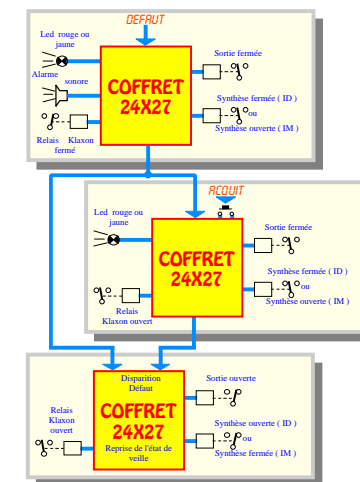 DEFAUT
Led rouge ou
jaune
Sortie fermée
Alarme sonore
COFFRET
24X27
Synthèse fermée ( ID )
ou
Synthèse ouverte ( IM )
Relais Klaxon
fermé
ACQUIT
Led rouge ou
jaune
Sortie fermée
COFFRET
24X27
Synthèse fermée ( ID )
ou
Synthèse ouverte ( IM )
Relais
Klaxon ouvert
Disparition
Défaut
Sortie ouverte
COFFRET
24X27
Relais
Klaxon
ouvert
Synthèse ouverte ( ID )
ou
Synthèse fermée ( IM )
Reprise de l'état de
veille